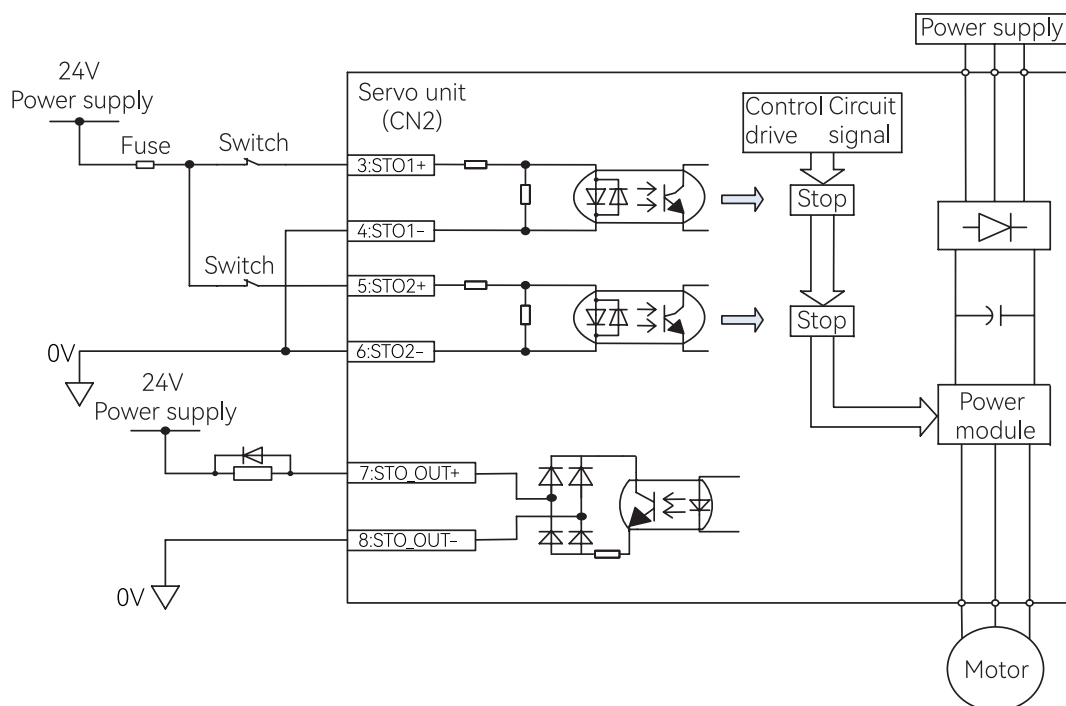 Power supply
24V
Power supply
Servo unit
(CN2)
Control Circuit
drive signal
Fuse
Switch
3:STO1+
Stop
4:STO1-
Switch
5:STO2+
Stop
0V
6:STO2-
24V
Power supply
Power
module
7:STO_OUT+
8:STO_OUT-
0V
Motor